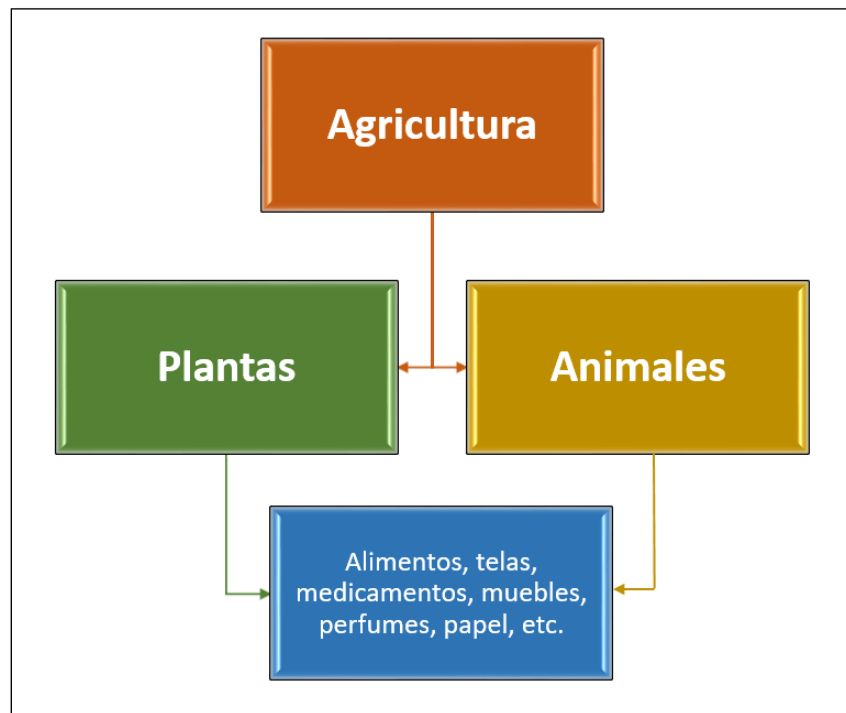 Agricultura
Plantas
Animales
Alimentos, telas,
medicamentos, muebles,
perfumes, papel, etc.